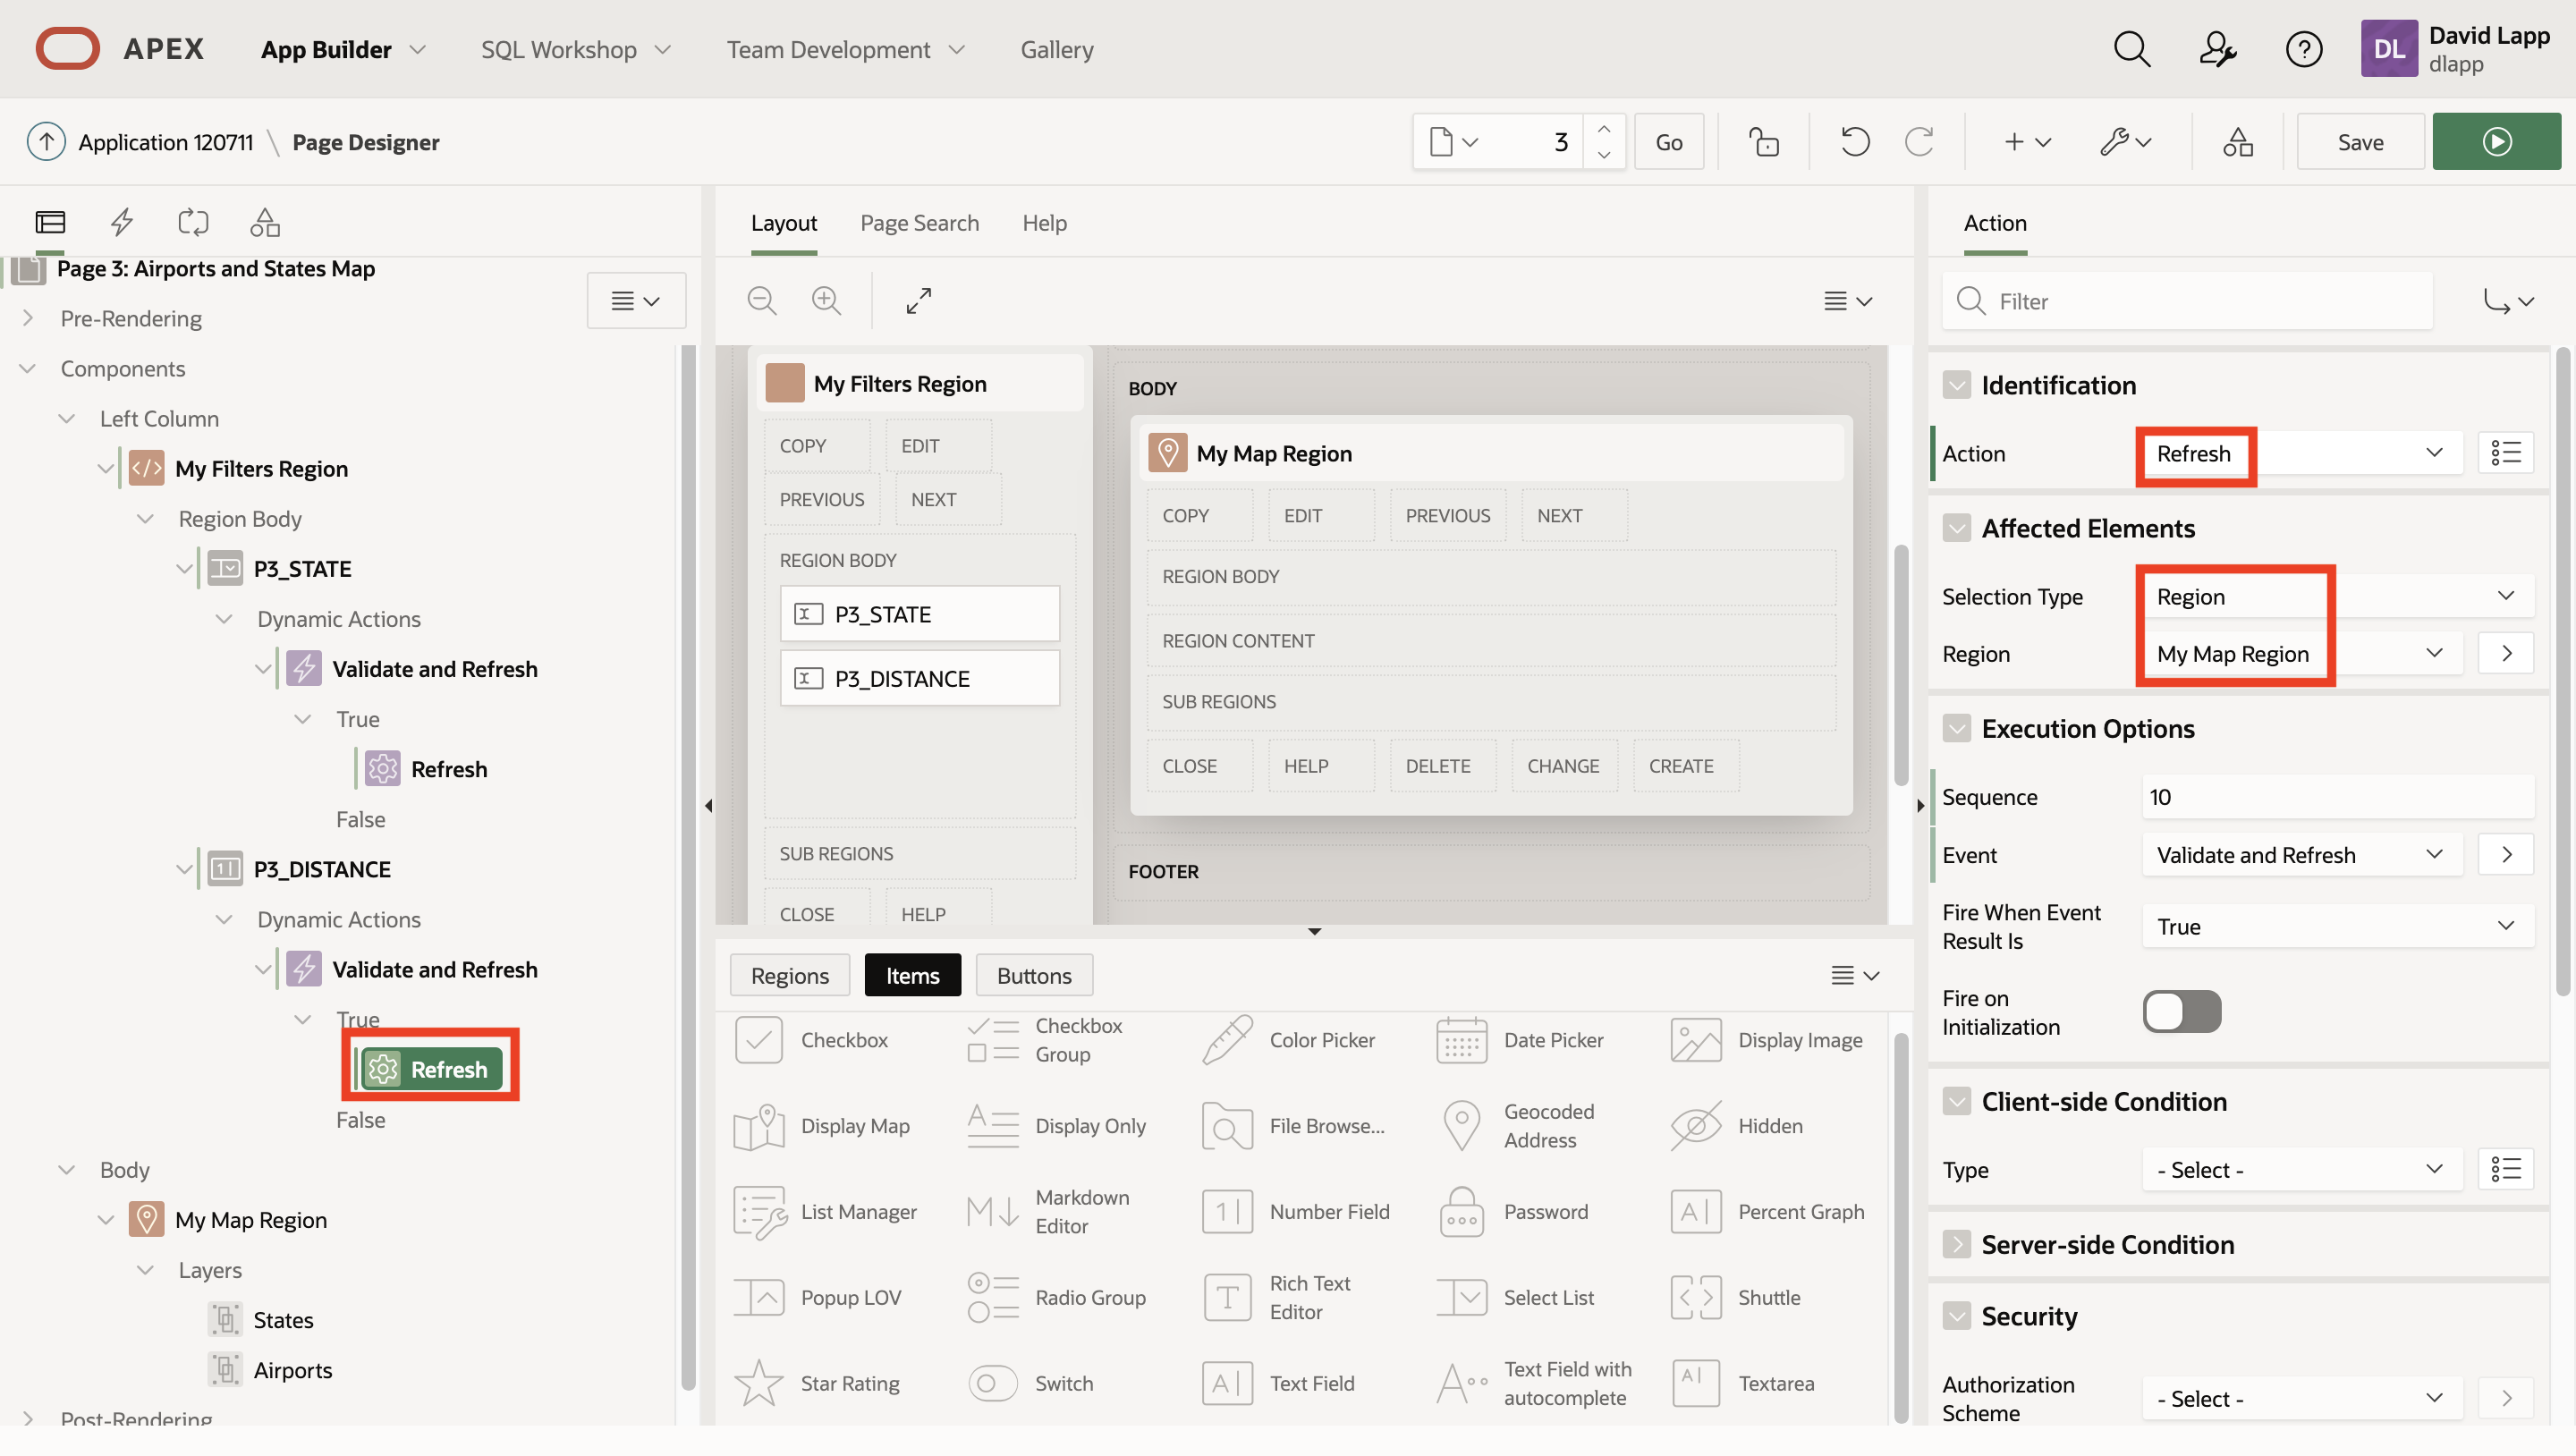 APEX App Builder SQL Workshop Team Development Gallery DL David Lapp
dlapp
Application 120711 \ Page Designer 3 Go Save
Page 3: Airports and States Map
Pre-Rendering
Components
Left Column
My Filters Region
Region Body
P3_STATE
Dynamic Actions
Validate and Refresh
True
Refresh
False
P3_DISTANCE
Dynamic Actions
Validate and Refresh
True
Refresh
False
Body
My Map Region
Layers
States
Airports
Post-Rendering
Layout Page Search Help
My Filters Region
COPY EDIT
PREVIOUS NEXT
REGION BODY
P3_STATE
P3_DISTANCE
SUB REGIONS
CLOSE HELP
BODY
My Map Region
COPY EDIT PREVIOUS NEXT
REGION BODY
REGION CONTENT
SUB REGIONS
CLOSE HELP DELETE CHANGE CREATE
FOOTER
Regions Items Buttons
Checkbox Checkbox Group Color Picker Date Picker Display Image
Display Map Display Only File Browse... Geocoded Address Hidden
List Manager Markdown Editor Number Field Password Percent Graph
Popup LOV Radio Group Rich Text Editor Select List Shuttle
Star Rating Switch Text Field Text Field with autocomplete Textarea
Action
Filter
Identification
Action Refresh
Affected Elements
Selection Type Region
Region My Map Region
Execution Options
Sequence 10
Event Validate and Refresh
Fire When Event
Result Is True
Fire on
Initialization
Client-side Condition
Type - Select -
Server-side Condition
Security
Authorization
Scheme - Select -